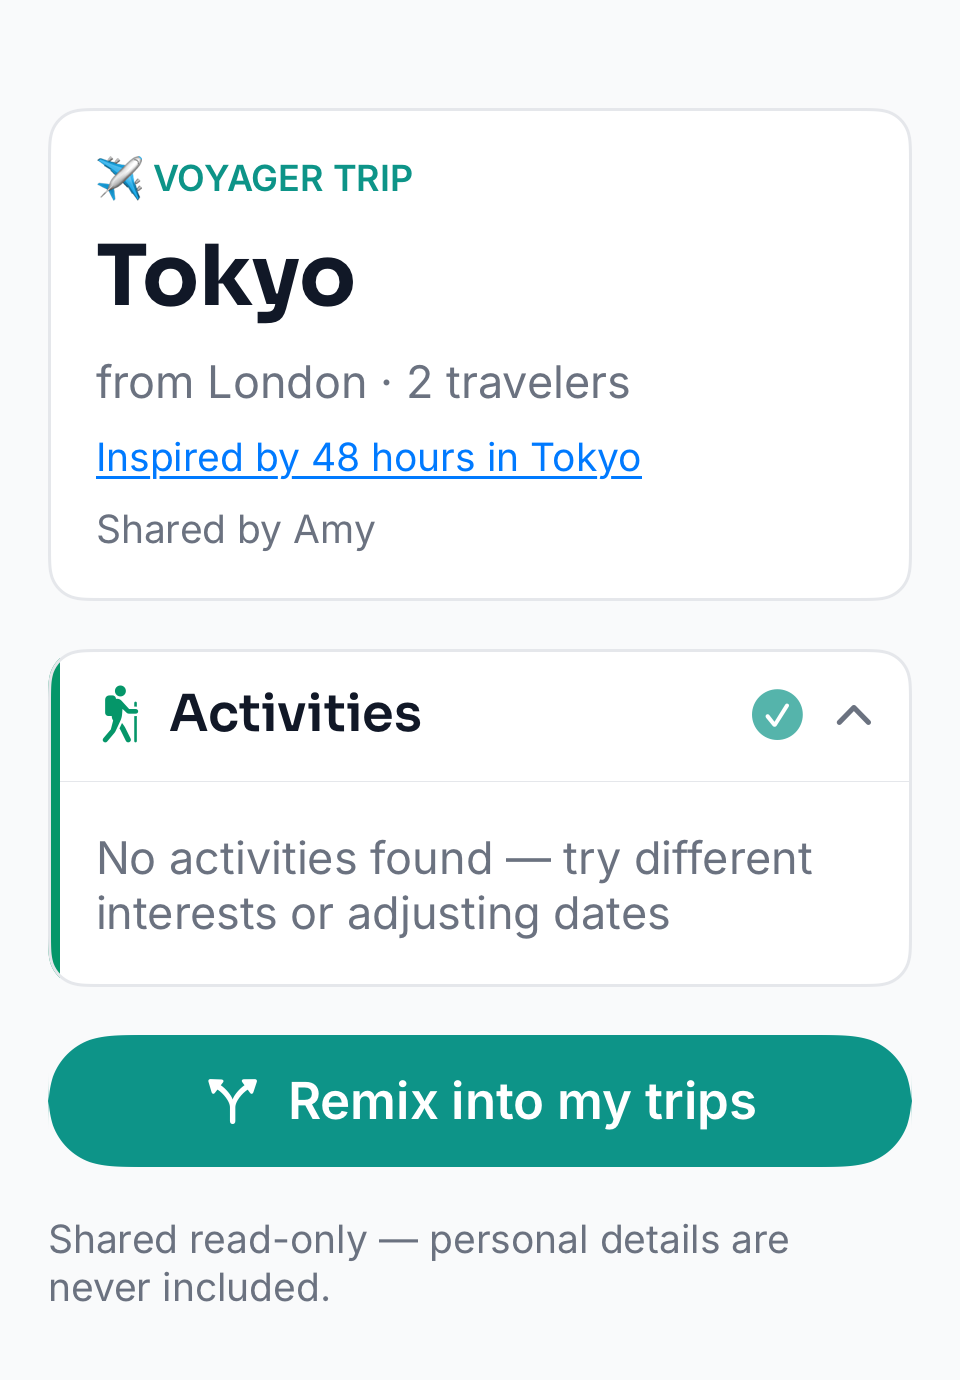 VOYAGER TRIP
Tokyo
from London · 2 travelers
Inspired by 48 hours in Tokyo
Shared by Amy
Activities
No activities found — try different
interests or adjusting dates
Remix into my trips
Shared read-only — personal details are
never included.